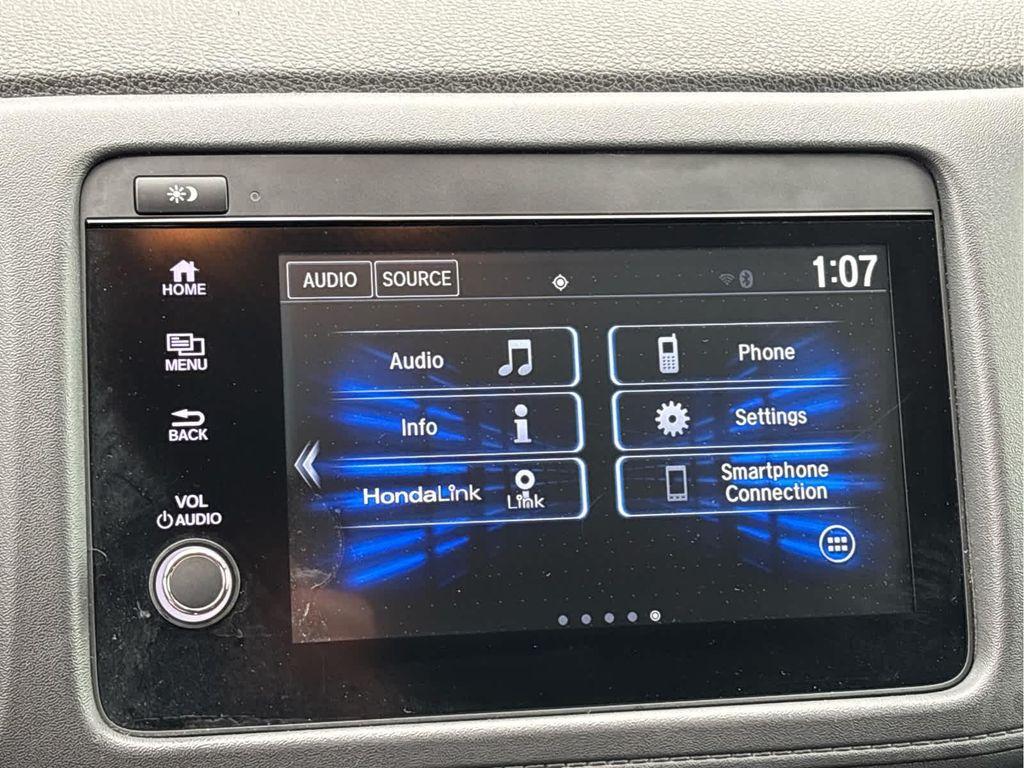 HOME
MENU
BACK
VOL
AUDIO
AUDIO SOURCE 1:07
Audio
Phone
Info
Settings
HondaLink Link
Smartphone
Connection